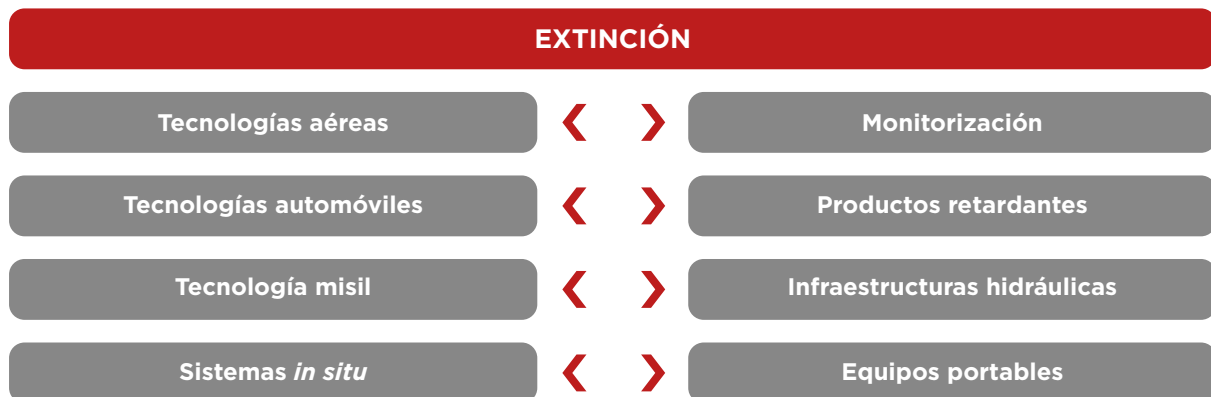 EXTINCIÓN
Tecnologías aéreas
Monitorización
Tecnologías automóviles
Productos retardantes
Tecnología misil
Infraestructuras hidráulicas
Sistemas in situ
Equipos portables